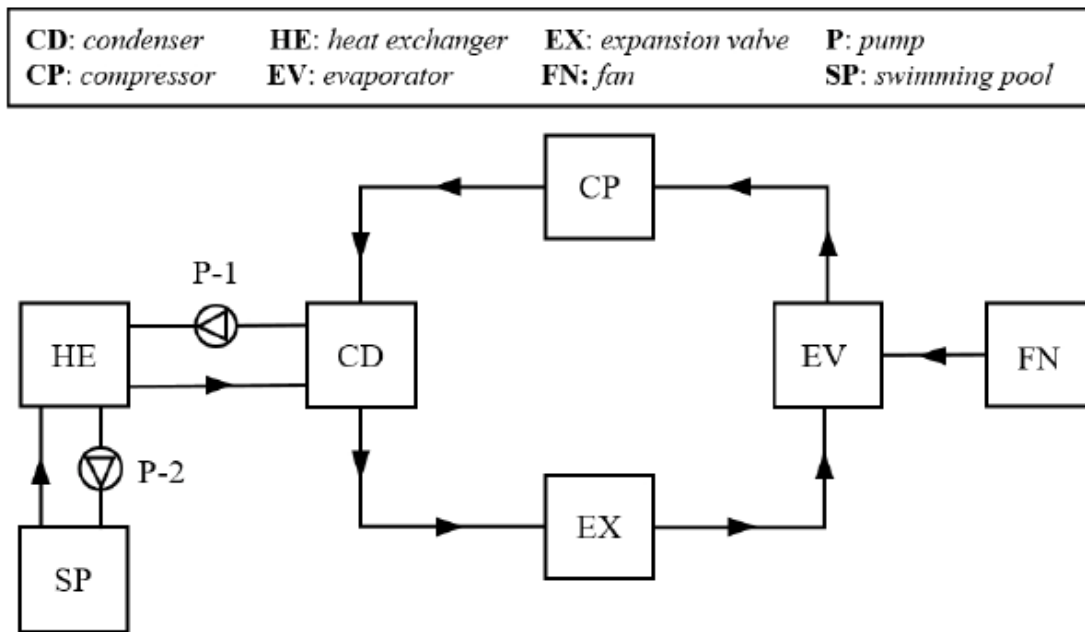 CD: condenser HE: heat exchanger EX: expansion valve P: pump
CP: compressor EV: evaporator FN: fan SP: swimming pool
CP
P-1
HE
CD
EV
FN
P-2
EX
SP